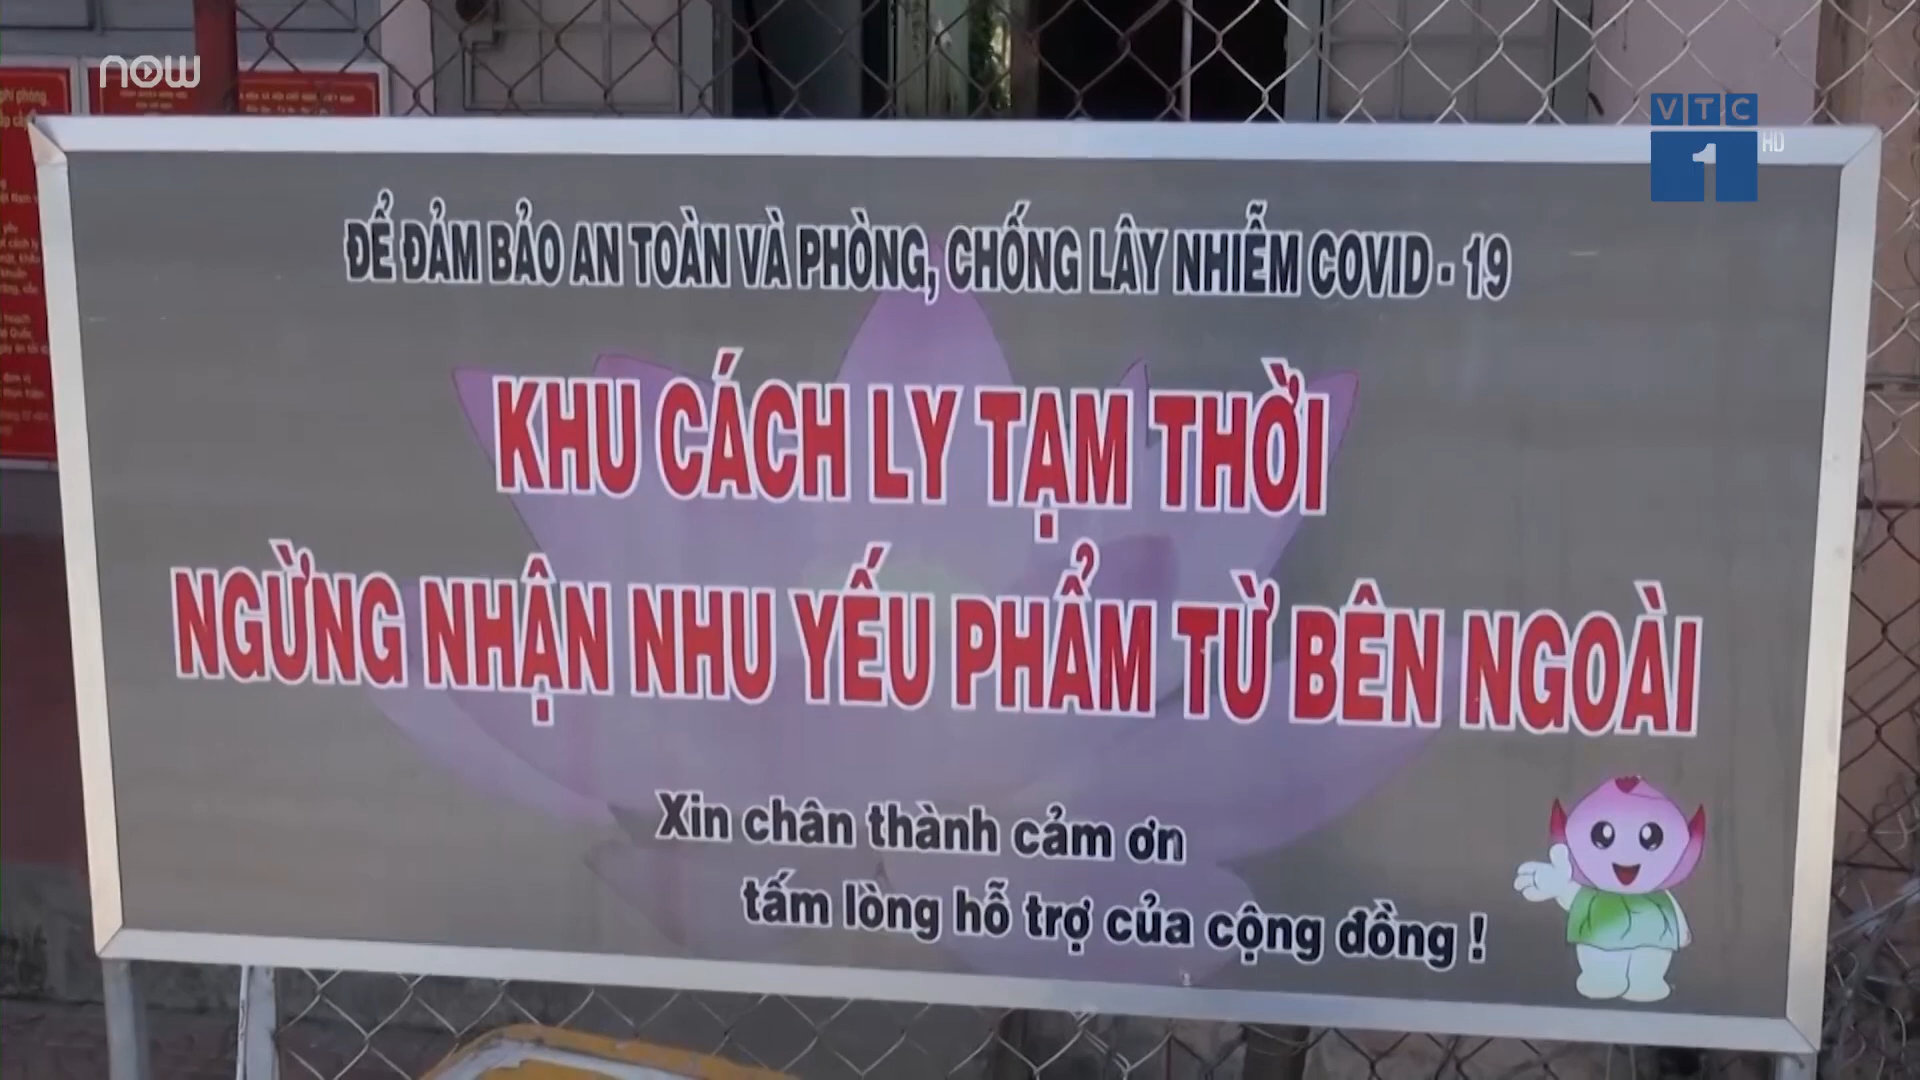 now
VTC
1
HD
phi phòng,
ĐỂ ĐẢM BẢO AN TOÀN VÀ PHÒNG, CHỐNG LÂY NHIỄM COVID - 19
KHU CÁCH LY TẠM THỜI
NGỪNG NHẬN NHU YẾU PHẨM TỪ BÊN NGOÀI
Xin chân thành cảm ơn
tấm lòng hỗ trợ của cộng đồng !